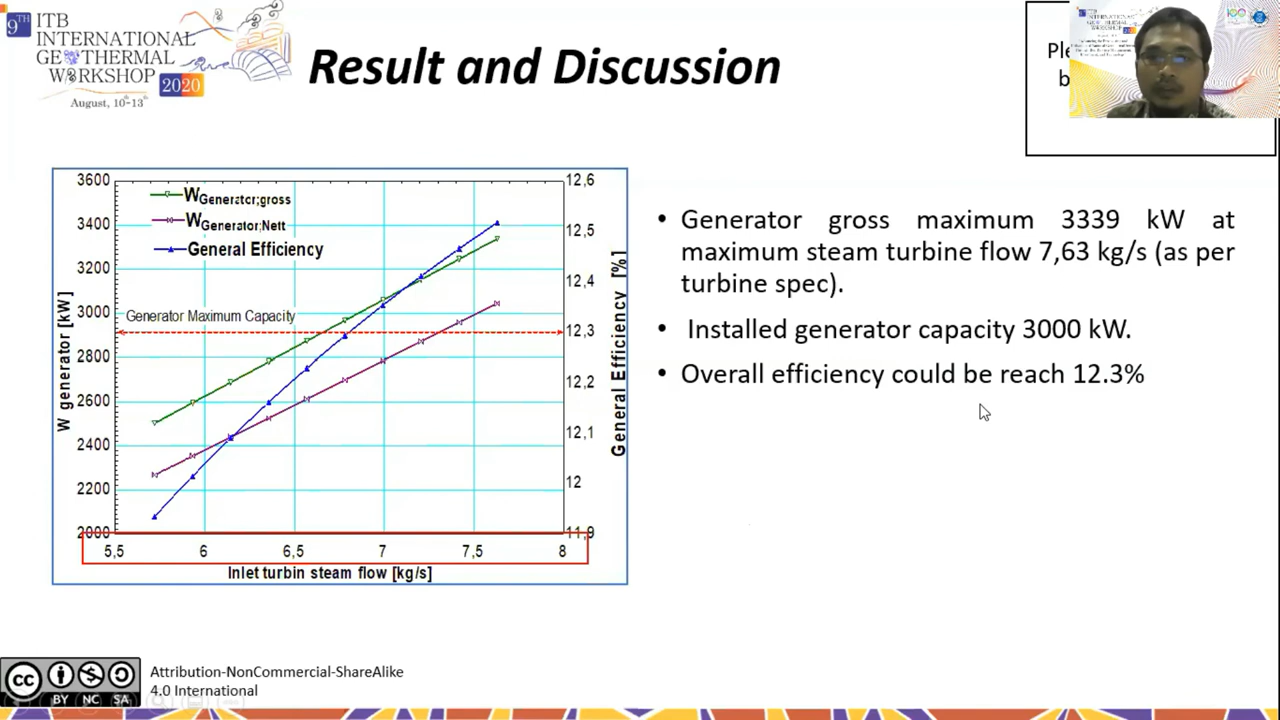 9TH ITB
INTERNATIONAL
GEOTHERMAL
WORKSHOP
2020
August, 10-13th
Result and Discussion
3600
3400
3200
3000
2800
2600
2400
2200
2000
W generator [kW]
WGenerator;gross
WGenerator;Nett
General Efficiency
Generator Maximum Capacity
12,6
12,5
12,4
12,3
12,2
12,1
12
11,9
General Efficiency [%]
5,5 6 6,5 7 7,5 8
Inlet turbin steam flow [kg/s]
• Generator gross maximum 3339 kW at
maximum steam turbine flow 7,63 kg/s (as per
turbine spec).
• Installed generator capacity 3000 kW.
• Overall efficiency could be reach 12.3%
cc BY NC SA
Attribution-NonCommercial-ShareAlike
4.0 International